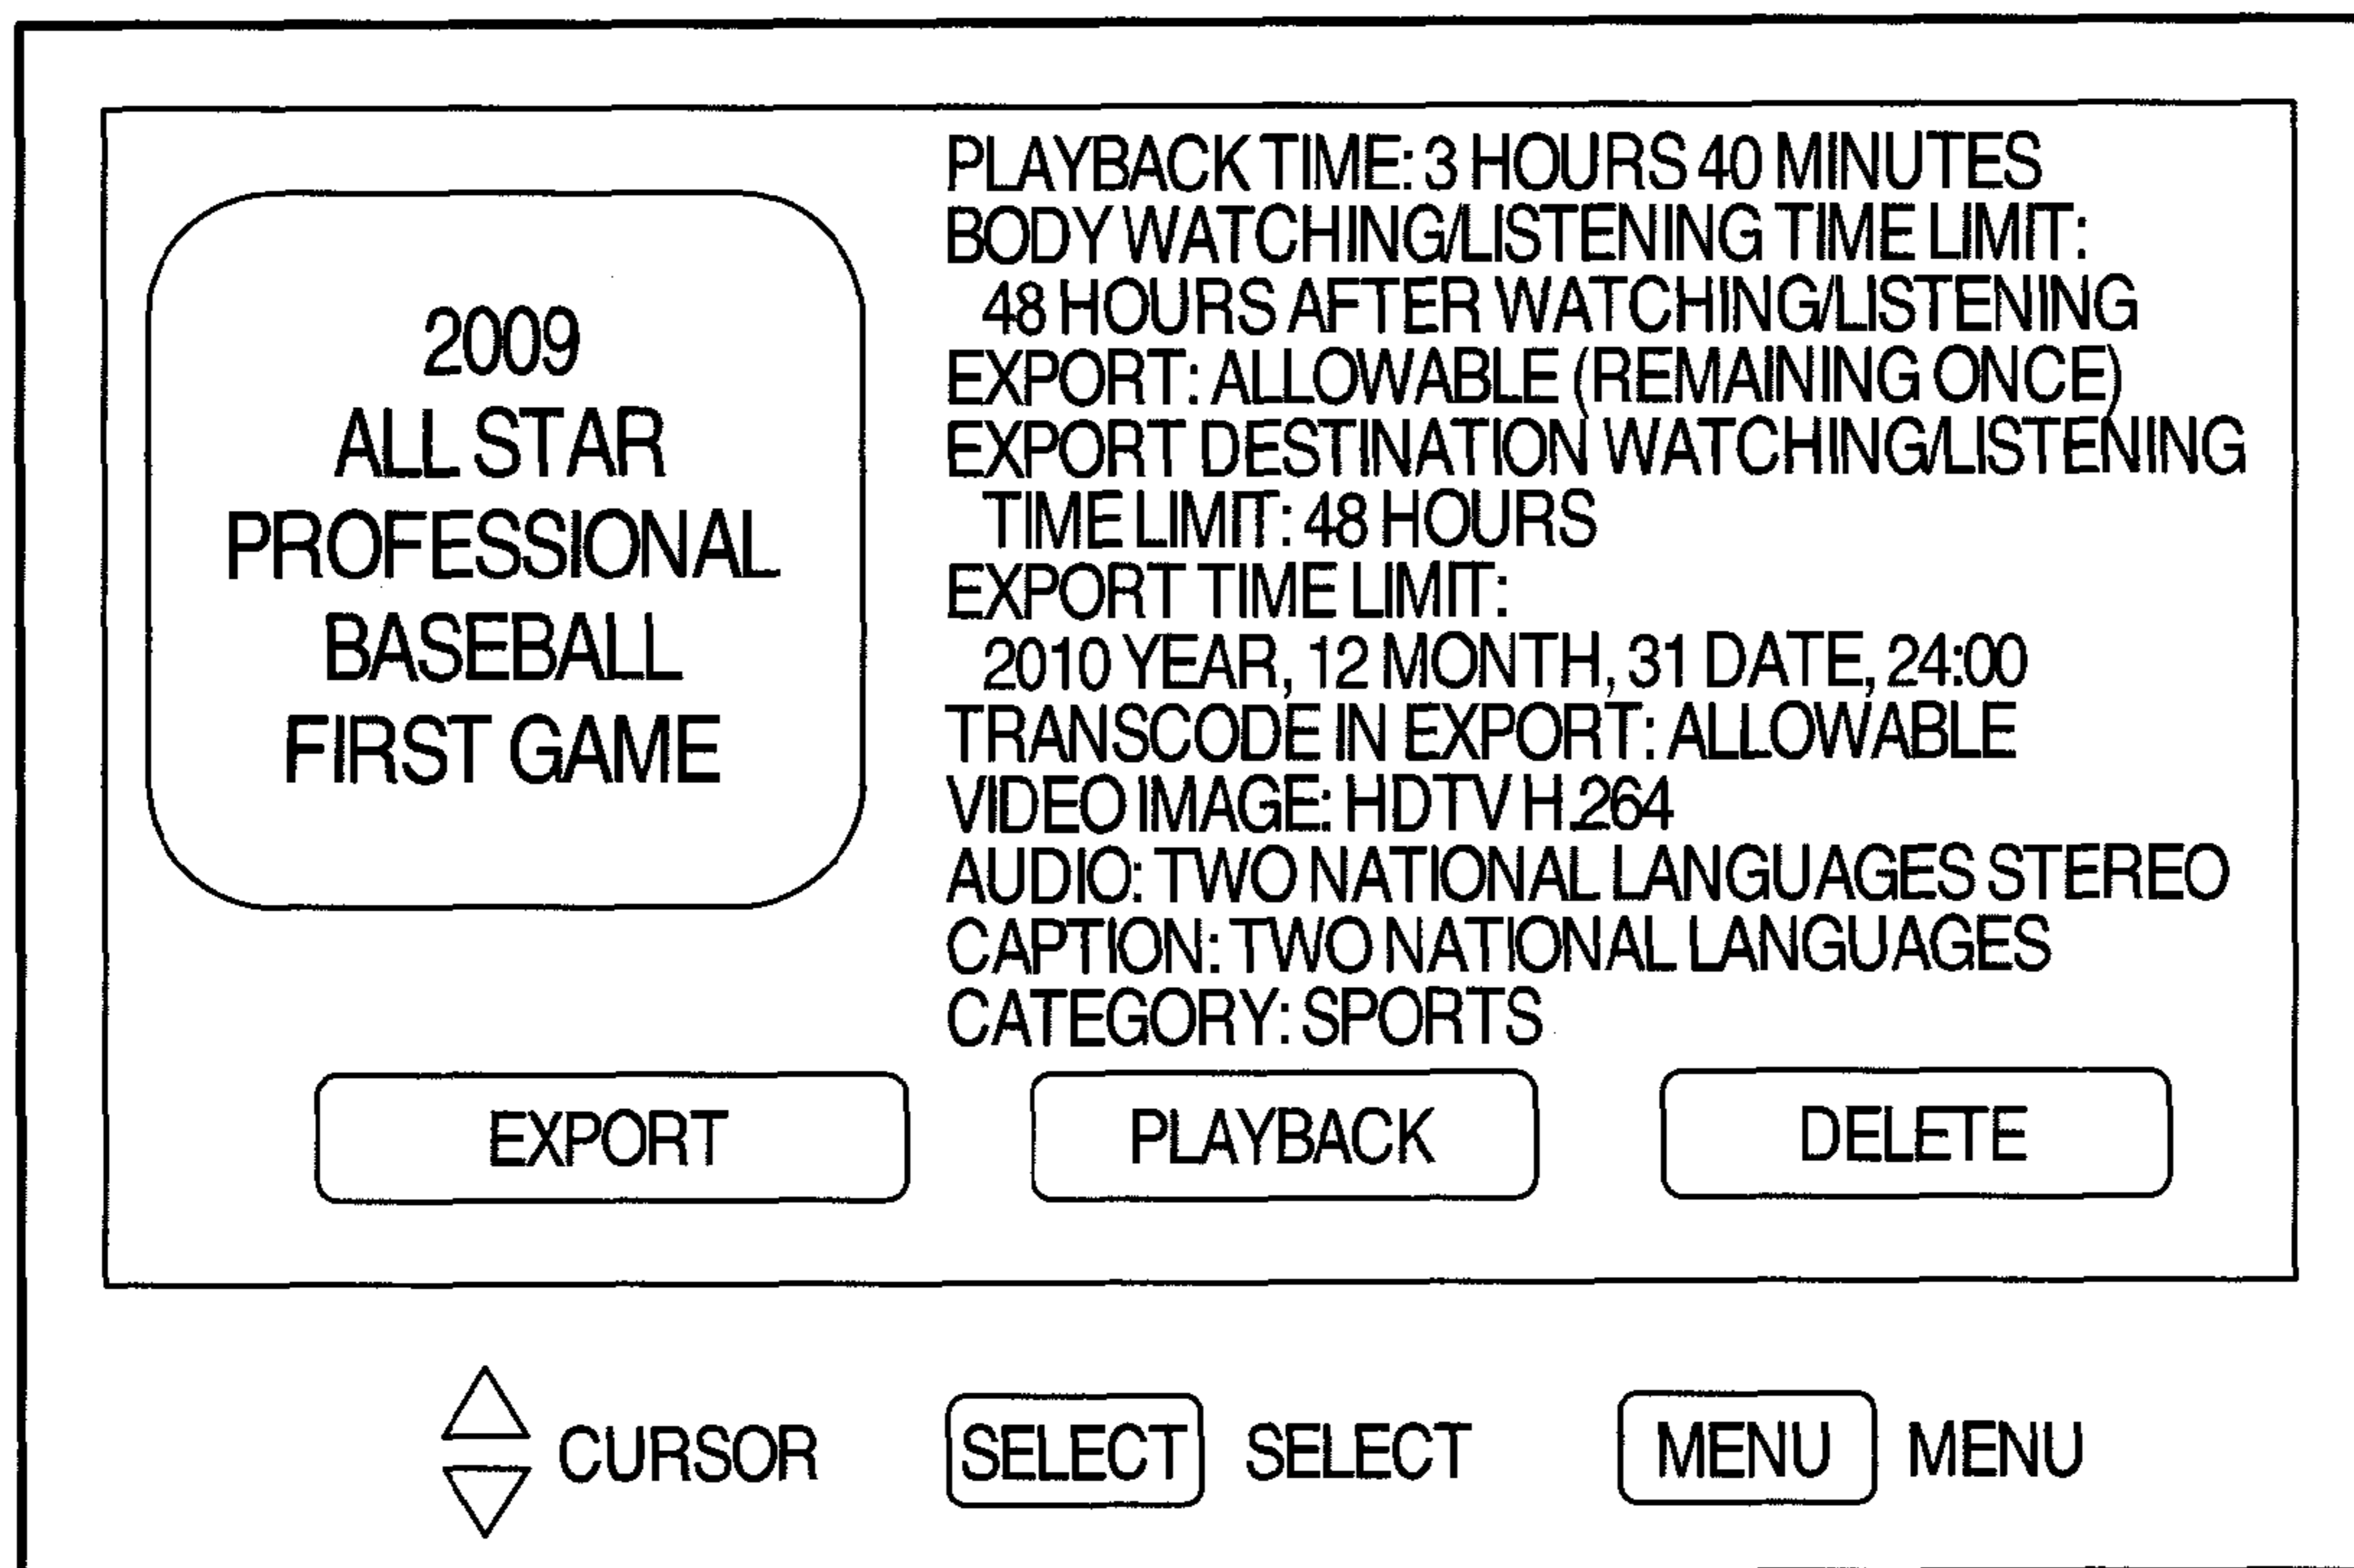 2009
ALL STAR
PROFESSIONAL
BASEBALL
FIRST GAME
PLAYBACK TIME: 3 HOURS 40 MINUTES
BODY WATCHING/LISTENING TIME LIMIT:
48 HOURS AFTER WATCHING/LISTENING
EXPORT: ALLOWABLE (REMAINING ONCE)
EXPORT DESTINATION WATCHING/LISTENING
TIME LIMIT: 48 HOURS
EXPORT TIME LIMIT:
2010 YEAR, 12 MONTH, 31 DATE, 24:00
TRANSCODE IN EXPORT: ALLOWABLE
VIDEO IMAGE: HDTV H.264
AUDIO: TWO NATIONAL LANGUAGES STEREO
CAPTION: TWO NATIONAL LANGUAGES
CATEGORY: SPORTS
EXPORT PLAYBACK DELETE
CURSOR SELECT SELECT MENU MENU